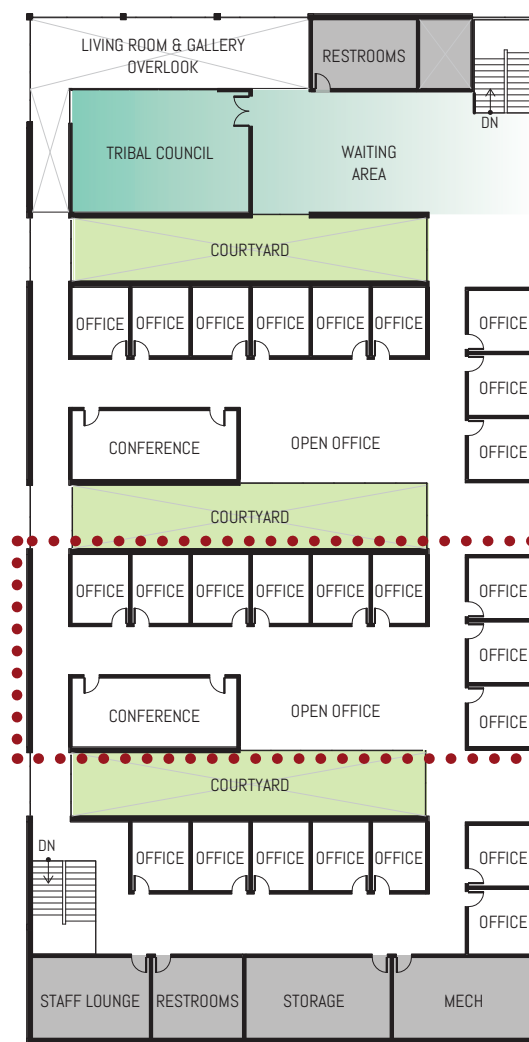 LIVING ROOM & GALLERY
OVERLOOK
RESTROOMS
DN
TRIBAL COUNCIL
WAITING
AREA
COURTYARD
OFFICE OFFICE OFFICE OFFICE OFFICE OFFICE OFFICE
OFFICE
CONFERENCE OPEN OFFICE OFFICE
COURTYARD
OFFICE OFFICE OFFICE OFFICE OFFICE OFFICE OFFICE
OFFICE
CONFERENCE OPEN OFFICE OFFICE
COURTYARD
DN
OFFICE OFFICE OFFICE OFFICE OFFICE OFFICE
OFFICE
STAFF LOUNGE RESTROOMS STORAGE MECH